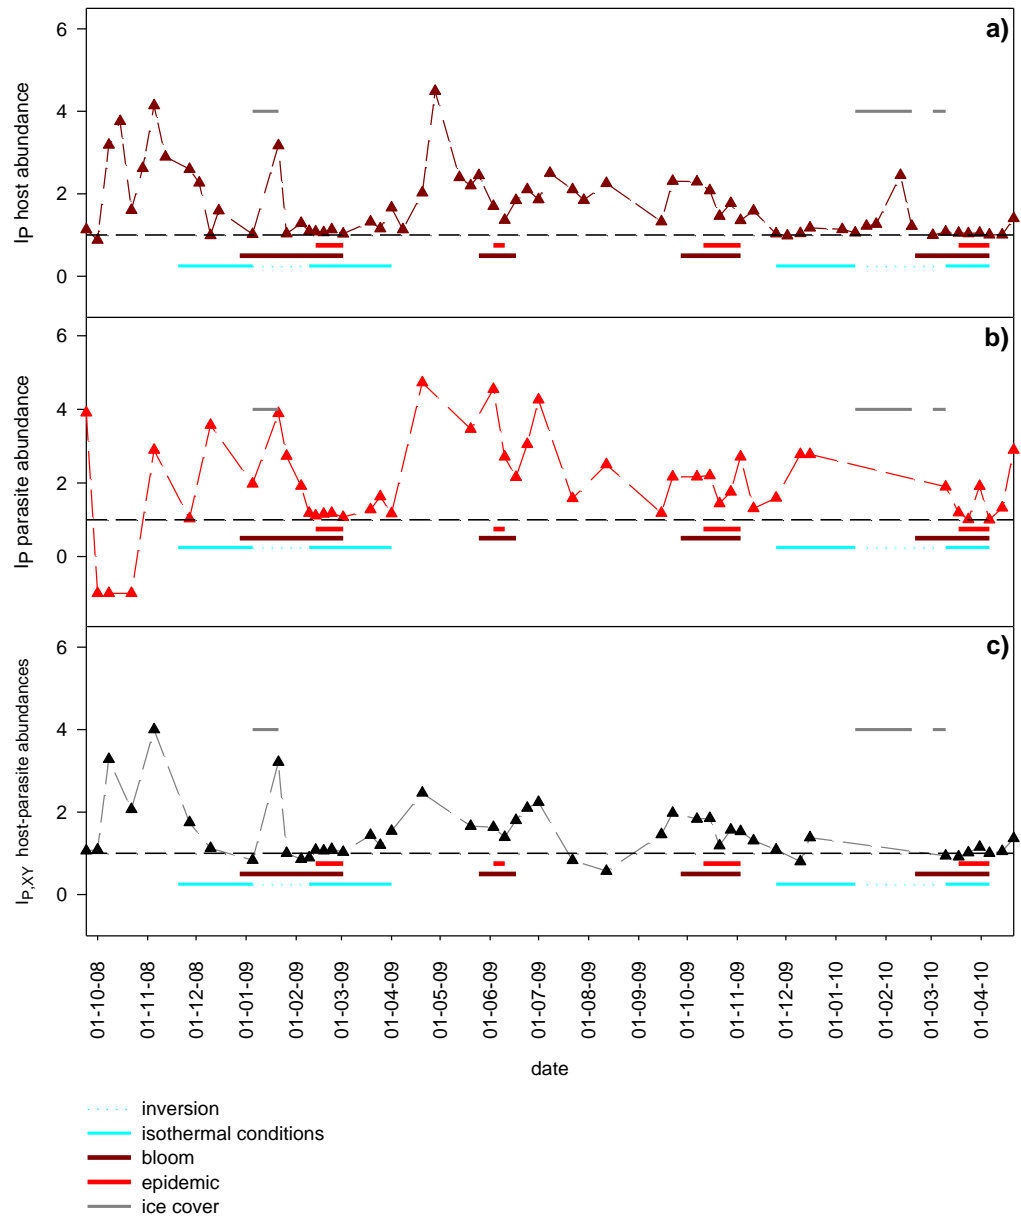 a)
6
4
2
0
IP host abundance
b)
6
4
2
0
IP parasite abundance
c)
6
4
2
0
IP,XY host-parasite abundances
01-10-08
01-11-08
01-12-08
01-01-09
01-02-09
01-03-09
01-04-09
01-05-09
01-06-09
01-07-09
01-08-09
01-09-09
01-10-09
01-11-09
01-12-09
01-01-10
01-02-10
01-03-10
01-04-10
date
inversion
isothermal conditions
bloom
epidemic
ice cover